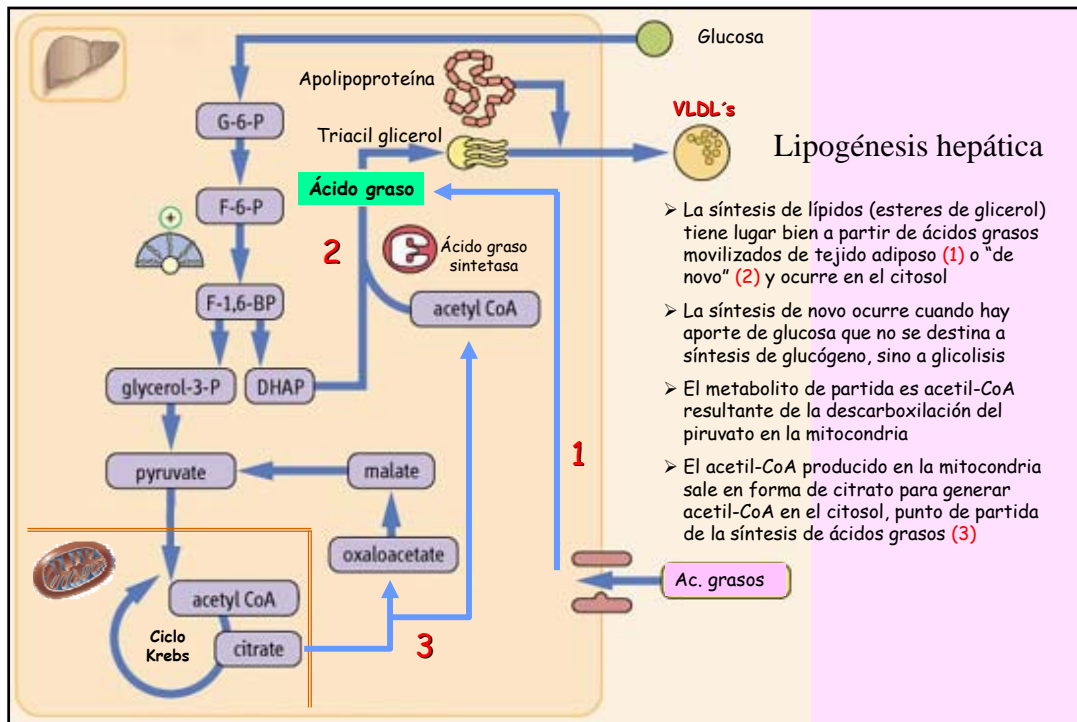 Glucosa
Apolipoproteína
G-6-P
Triacil glicerol
VLDL´s
Lipogénesis hepática
Ácido graso
F-6-P
+
2
Ácido graso
sintetasa
F-1,6-BP
acetyl CoA
glycerol-3-P
DHAP
1
pyruvate
malate
oxaloacetate
Ac. grasos
acetyl CoA
Ciclo
Krebs
citrate
3
➢ La síntesis de lípidos (esteres de glicerol)
tiene lugar bien a partir de ácidos grasos
movilizados de tejido adiposo (1) o “de
novo” (2) y ocurre en el citosol
➢ La síntesis de novo ocurre cuando hay
aporte de glucosa que no se destina a
síntesis de glucógeno, sino a glicolisis
➢ El metabolito de partida es acetil-CoA
resultante de la descarboxilación del
piruvato en la mitocondria
➢ El acetil-CoA producido en la mitocondria
sale en forma de citrato para generar
acetil-CoA en el citosol, punto de partida
de la síntesis de ácidos grasos (3)